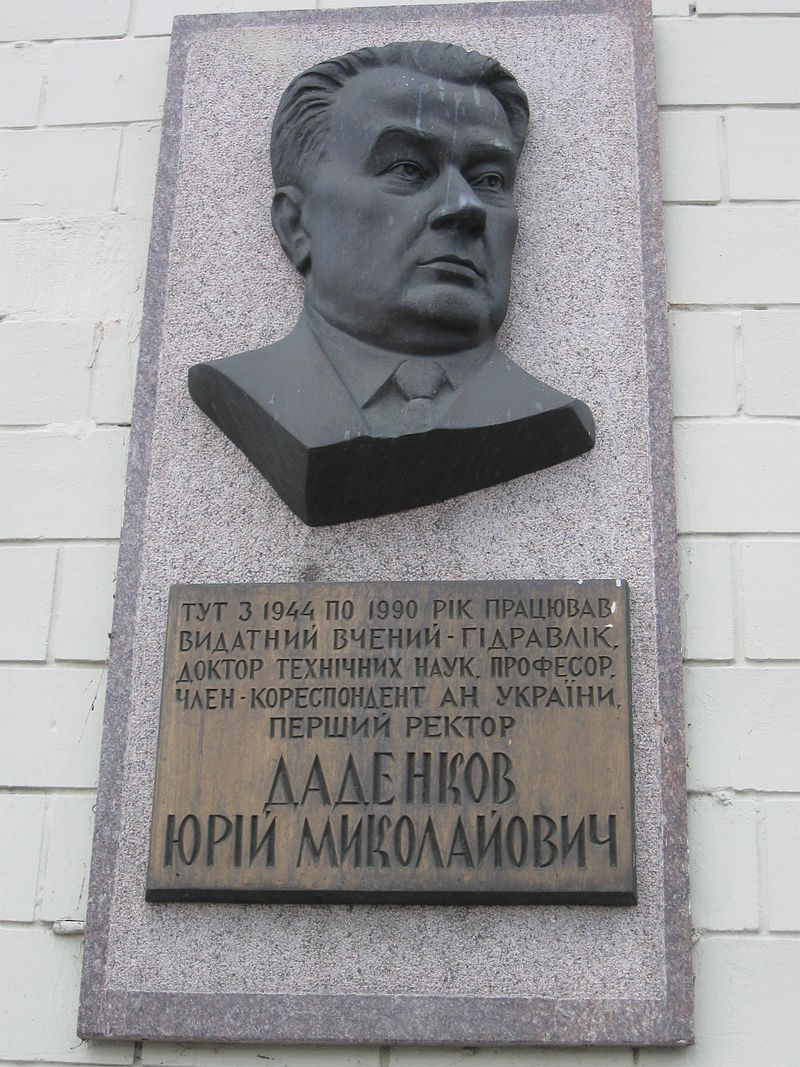 ТУТ З 1944 ПО 1990 РІК ПРАЦЮВАВ
ВИДАТНИЙ ВЧЕНИЙ-ГІДРАВЛІК,
ДОКТОР ТЕХНІЧНИХ НАУК, ПРОФЕСОР,
ЧЛЕН-КОРЕСПОНДЕНТ АН УКРАЇНИ,
ПЕРШИЙ РЕКТОР
ДАДЕНКОВ
ЮРІЙ МИКОЛАЙОВИЧ